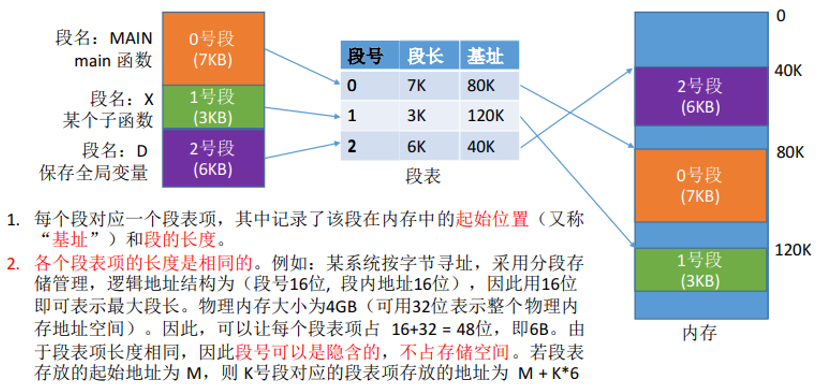 段名：MAIN
main 函数
0号段
(7KB)
段名：X
某个子函数
1号段
(3KB)
段名：D
保存全局变量
2号段
(6KB)
段号 段长 基址
0 7K 80K
1 3K 120K
2 6K 40K
段表
0
40K
2号段
(6KB)
80K
0号段
(7KB)
120K
1号段
(3KB)
内存
1. 每个段对应一个段表项，其中记录了该段在内存中的起始位置（又称
“基址”）和段的长度。
2. 各个段表项的长度是相同的。例如：某系统按字节寻址，采用分段存
储管理，逻辑地址结构为（段号16位, 段内地址16位），因此用16位
即可表示最大段长。物理内存大小为4GB（可用32位表示整个物理内
存地址空间）。因此，可以让每个段表项占 16+32 = 48位，即6B。由
于段表项长度相同，因此段号可以是隐含的，不占存储空间。若段表
存放的起始地址为 M，则 K号段对应的段表项存放的地址为 M + K*6